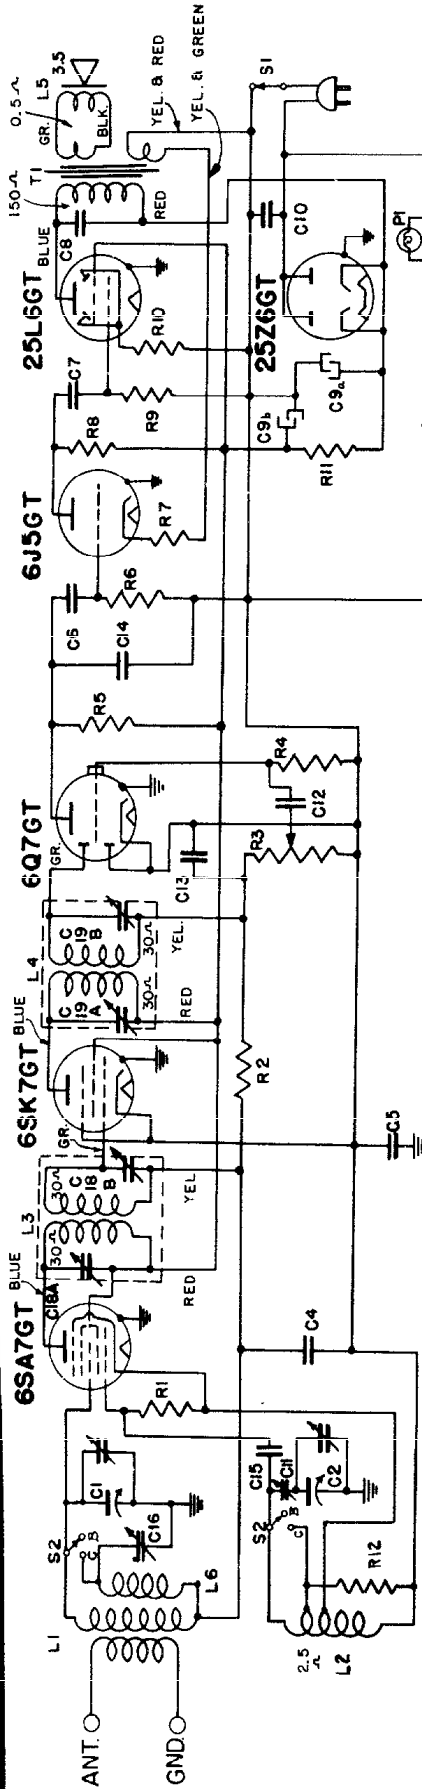 ANT.
GND.
L1
L6
S2
B
C
C16
C1
6SA7GT
BLUE
C18A
R1
C15
C11
S2
B
C
C2
2.5
Ω
L2
R12
C4
L3
30Ω
30Ω
C
18
B
RED
YEL.
GR.
6SK7GT
BLUE
C5
R2
L4
C
19
A
C
19
B
30Ω
30Ω
RED
YEL.
GR.
6Q7GT
C13
R3
C12
R4
R5
C14
C6
R6
6J5GT
R7
R8
C7
R9
25L6GT
BLUE
C8
R10
150Ω
T1
RED
0.5Ω
GR.
BLK.
L5
3.5
YEL. & RED
YEL. & GREEN
S1
C10
25Z6GT
C9b
C9a
R11
P1